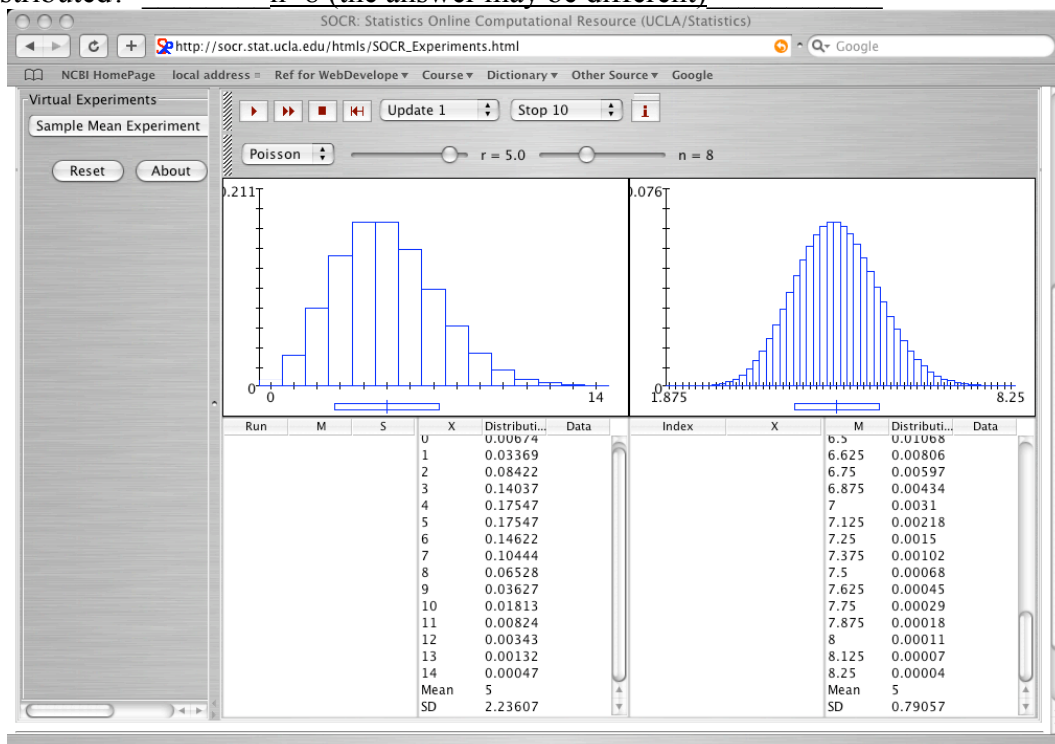 stributed? n=8 (the answer may be different)
SOCR: Statistics Online Computational Resource (UCLA/Statistics)
http://socr.stat.ucla.edu/htmls/SOCR_Experiments.html
Google
NCBI HomePage local address Ref for WebDevelope Course Dictionary Other Source Google
Virtual Experiments
Sample Mean Experiment
Reset About
Update 1 Stop 10 i
Poisson r = 5.0 n = 8
0.211
0
0 14
0.076
0
1.875 8.25
Run M S X Distributi... Data
0 0.00674
1 0.03369
2 0.08422
3 0.14037
4 0.17547
5 0.17547
6 0.14622
7 0.10444
8 0.06528
9 0.03627
10 0.01813
11 0.00824
12 0.00343
13 0.00132
14 0.00047
Mean 5
SD 2.23607
Index X M Distributi... Data
6.5 0.01068
6.625 0.00806
6.75 0.00597
6.875 0.00434
7 0.0031
7.125 0.00218
7.25 0.0015
7.375 0.00102
7.5 0.00068
7.625 0.00045
7.75 0.00029
7.875 0.00018
8 0.00011
8.125 0.00007
8.25 0.00004
Mean 5
SD 0.79057